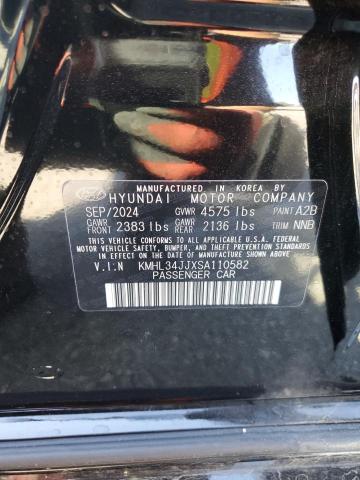 MANUFACTURED IN KOREA BY
HYUNDAI MOTOR COMPANY
SEP/2024 GVWR 4575 lbs PAINT A2B
GAWR FRONT 2383 lbs GAWR REAR 2136 lbs TRIM NNB
THIS VEHICLE CONFORMS TO ALL APPLICABLE U.S.A. FEDERAL
MOTOR VEHICLE SAFETY, BUMPER, AND THEFT PREVENTION STANDARDS
IN EFFECT ON THE DATE OF MANUFACTURE SHOWN ABOVE.
V.I.N KMHL34JJXSA110582
PASSENGER CAR